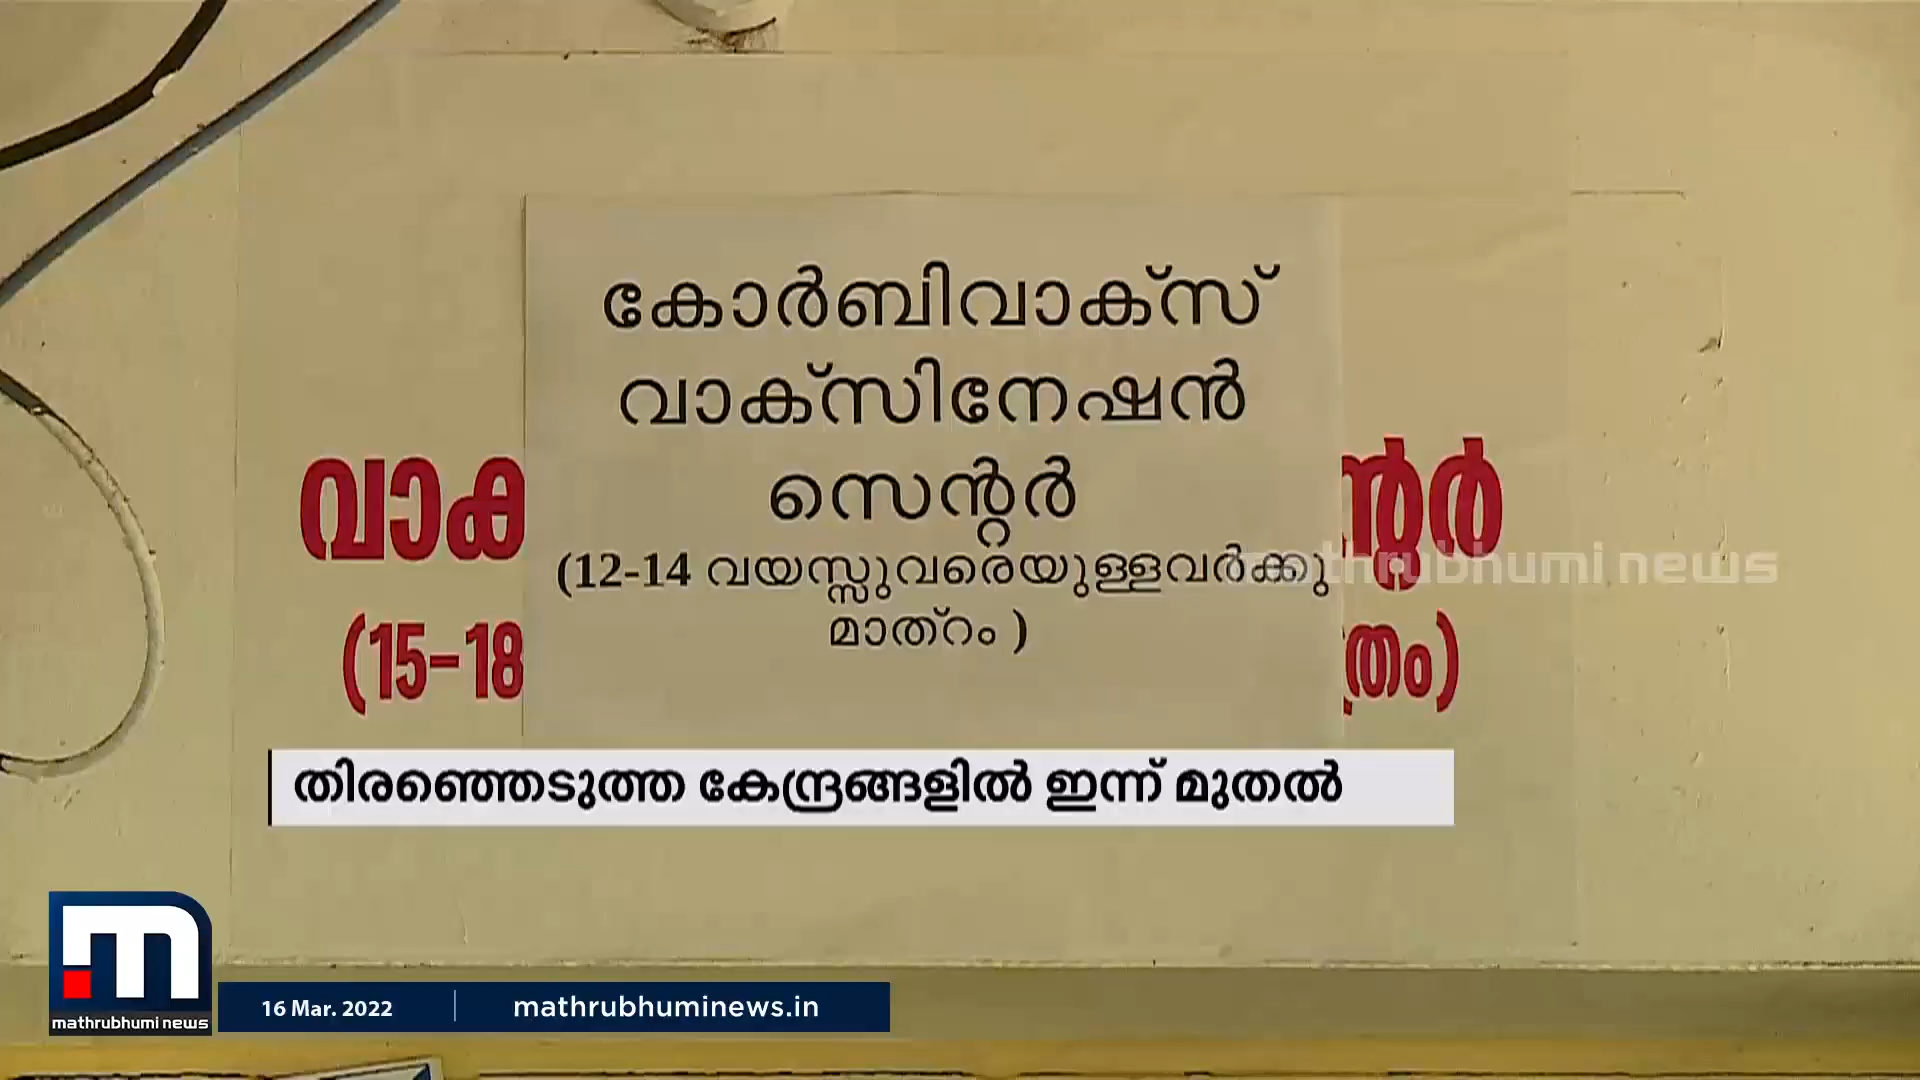 കോർബിവാക്സ്
വാക്സിനേഷൻ
സെന്റർ
(12-14 വയസ്സുവരെയുള്ളവർക്കു
മാത്റം )
വാക ന്റർ
(15-18 ത്രം)
mathrubhumi news
തിരഞ്ഞെടുത്ത കേന്ദ്രങ്ങളിൽ ഇന്ന് മുതൽ
mathrubhumi news
16 Mar. 2022
mathrubhuminews.in